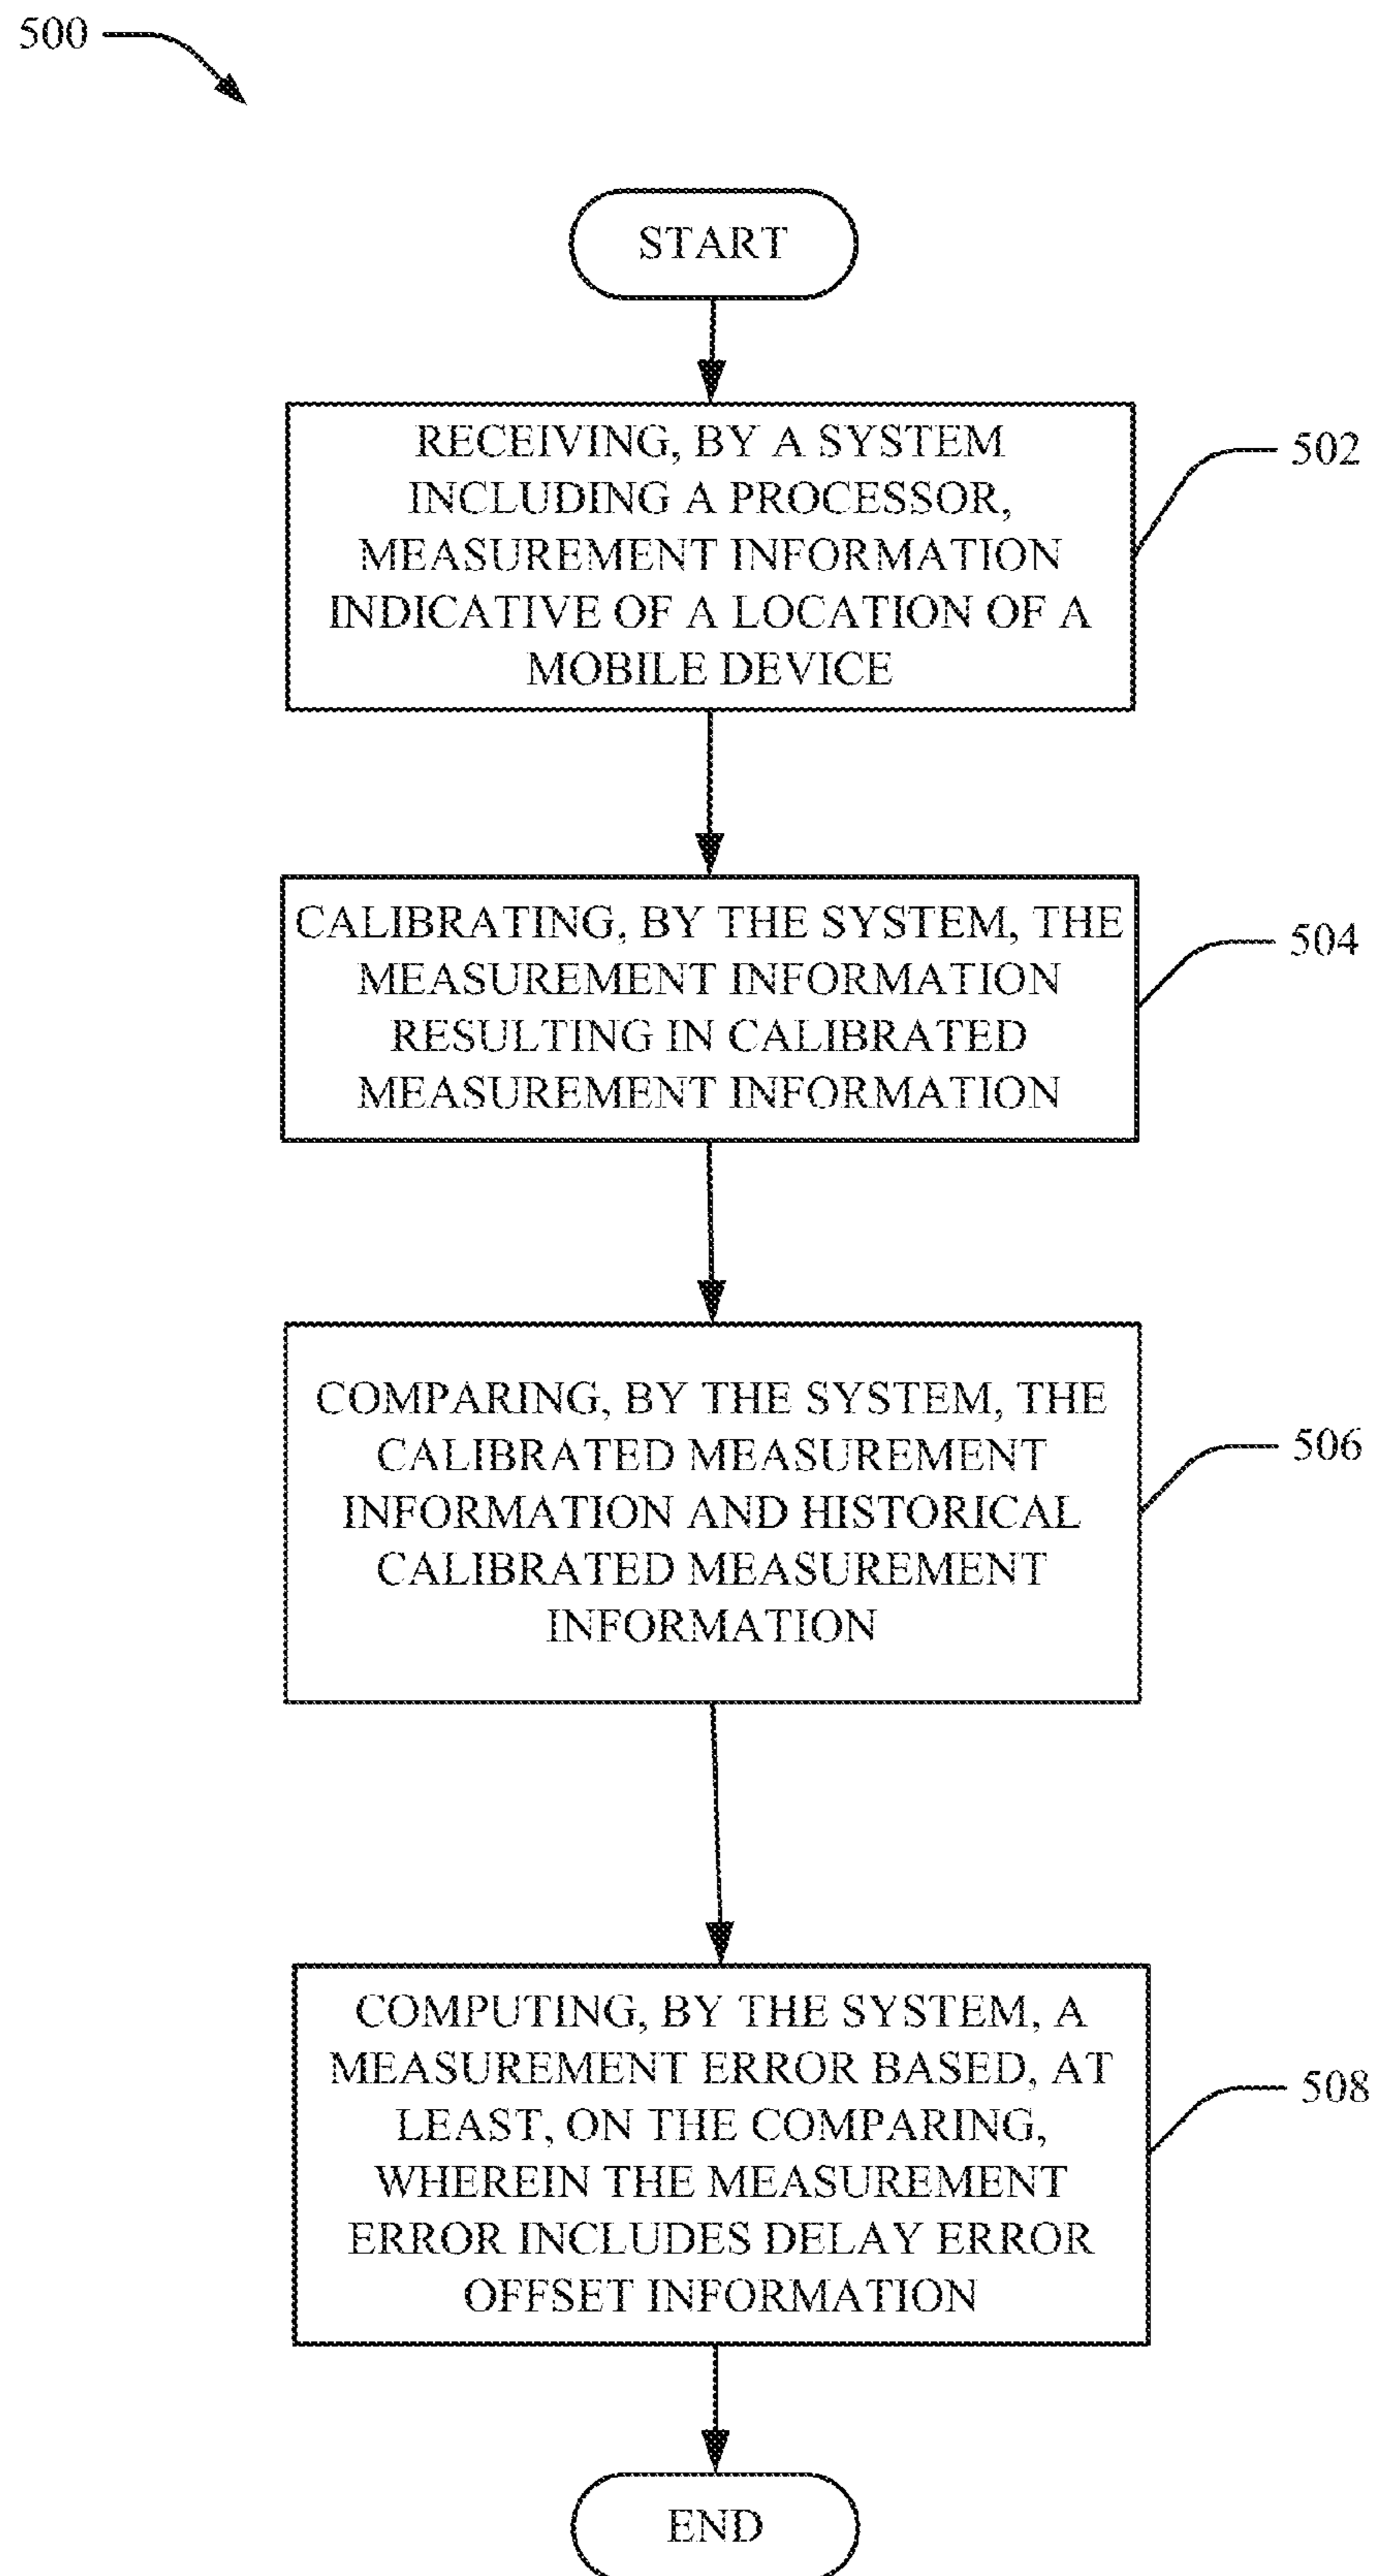 500
START
RECEIVING, BY A SYSTEM
INCLUDING A PROCESSOR,
MEASUREMENT INFORMATION
INDICATIVE OF A LOCATION OF A
MOBILE DEVICE
502
CALIBRATING, BY THE SYSTEM, THE
MEASUREMENT INFORMATION
RESULTING IN CALIBRATED
MEASUREMENT INFORMATION
504
COMPARING, BY THE SYSTEM, THE
CALIBRATED MEASUREMENT
INFORMATION AND HISTORICAL
CALIBRATED MEASUREMENT
INFORMATION
506
COMPUTING, BY THE SYSTEM, A
MEASUREMENT ERROR BASED, AT
LEAST, ON THE COMPARING,
WHEREIN THE MEASUREMENT
ERROR INCLUDES DELAY ERROR
OFFSET INFORMATION
508
END